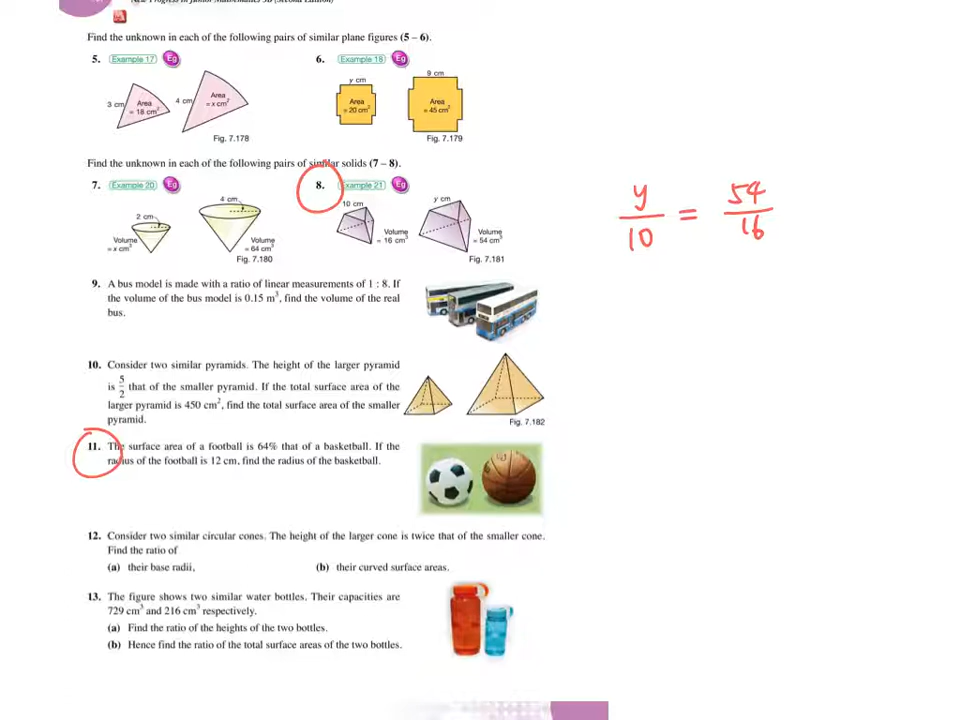 New Progress in Junior Mathematics 3B (Second Edition)
Find the unknown in each of the following pairs of similar plane figures (5 – 6).
5. Example 17 Eg
6. Example 18 Eg
3 cm
Area
= 18 cm²
4 cm
Area
= x cm²
Fig. 7.178
y cm
Area
= 20 cm²
9 cm
Area
= 45 cm²
Fig. 7.179
Find the unknown in each of the following pairs of similar solids (7 – 8).
7. Example 20 Eg
8. Example 21 Eg
2 cm
Volume
= x cm³
4 cm
Volume
= 64 cm³
Fig. 7.180
10 cm
Volume
= 16 cm³
y cm
Volume
= 54 cm³
Fig. 7.181
y/10 = 54/16
9. A bus model is made with a ratio of linear measurements of 1 : 8. If
the volume of the bus model is 0.15 m³, find the volume of the real
bus.
10. Consider two similar pyramids. The height of the larger pyramid
is 5/2 that of the smaller pyramid. If the total surface area of the
larger pyramid is 450 cm², find the total surface area of the smaller
pyramid.
Fig. 7.182
11. The surface area of a football is 64% that of a basketball. If the
radius of the football is 12 cm, find the radius of the basketball.
12. Consider two similar circular cones. The height of the larger cone is twice that of the smaller cone.
Find the ratio of
(a) their base radii,
(b) their curved surface areas.
13. The figure shows two similar water bottles. Their capacities are
729 cm³ and 216 cm³ respectively.
(a) Find the ratio of the heights of the two bottles.
(b) Hence find the ratio of the total surface areas of the two bottles.